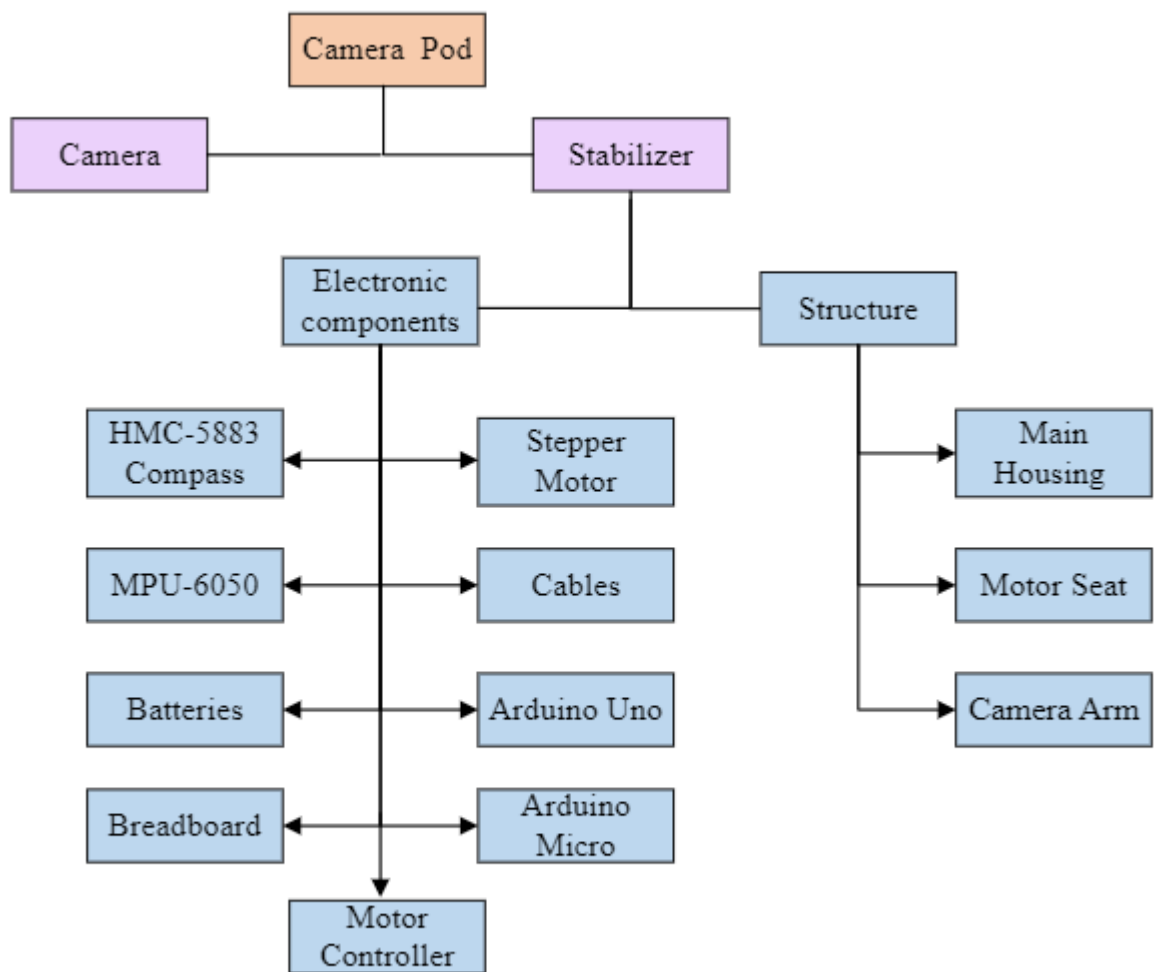 Camera Pod
Camera
Stabilizer
Electronic
components
Structure
HMC-5883
Compass
Stepper
Motor
Main
Housing
MPU-6050
Cables
Motor Seat
Batteries
Arduino Uno
Camera Arm
Breadboard
Arduino
Micro
Motor
Controller